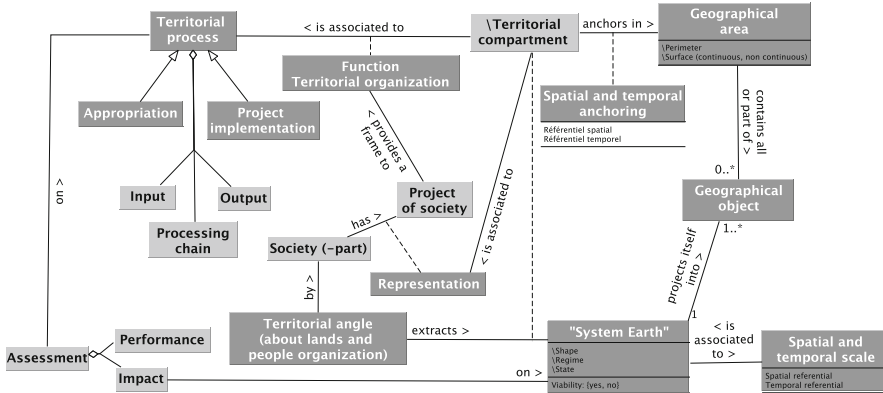 Territorial
process
< is associated to
\Territorial
compartment
anchors in >
Geographical
area
\Perimeter
\Surface (continuous, non continuous)
Function
Territorial organization
Appropriation
Project
implementation
Spatial and temporal
anchoring
Référentiel spatial
Référentiel temporel
contains all
or part of >
< provides a
frame to
on >
Input
Output
Processing
chain
Project
of society
has >
Society (-part)
< is associated to
0..*
Geographical
object
1..*
Representation
by >
projects itself
into >
1
Territorial angle
(about lands and
people organization)
extracts >
"System Earth"
\Shape
\Regime
\State
Viability: (yes, no)
< is
associated
to >
Spatial and
temporal scale
Spatial referential
Temporal referential
Assessment
Performance
Impact
on >